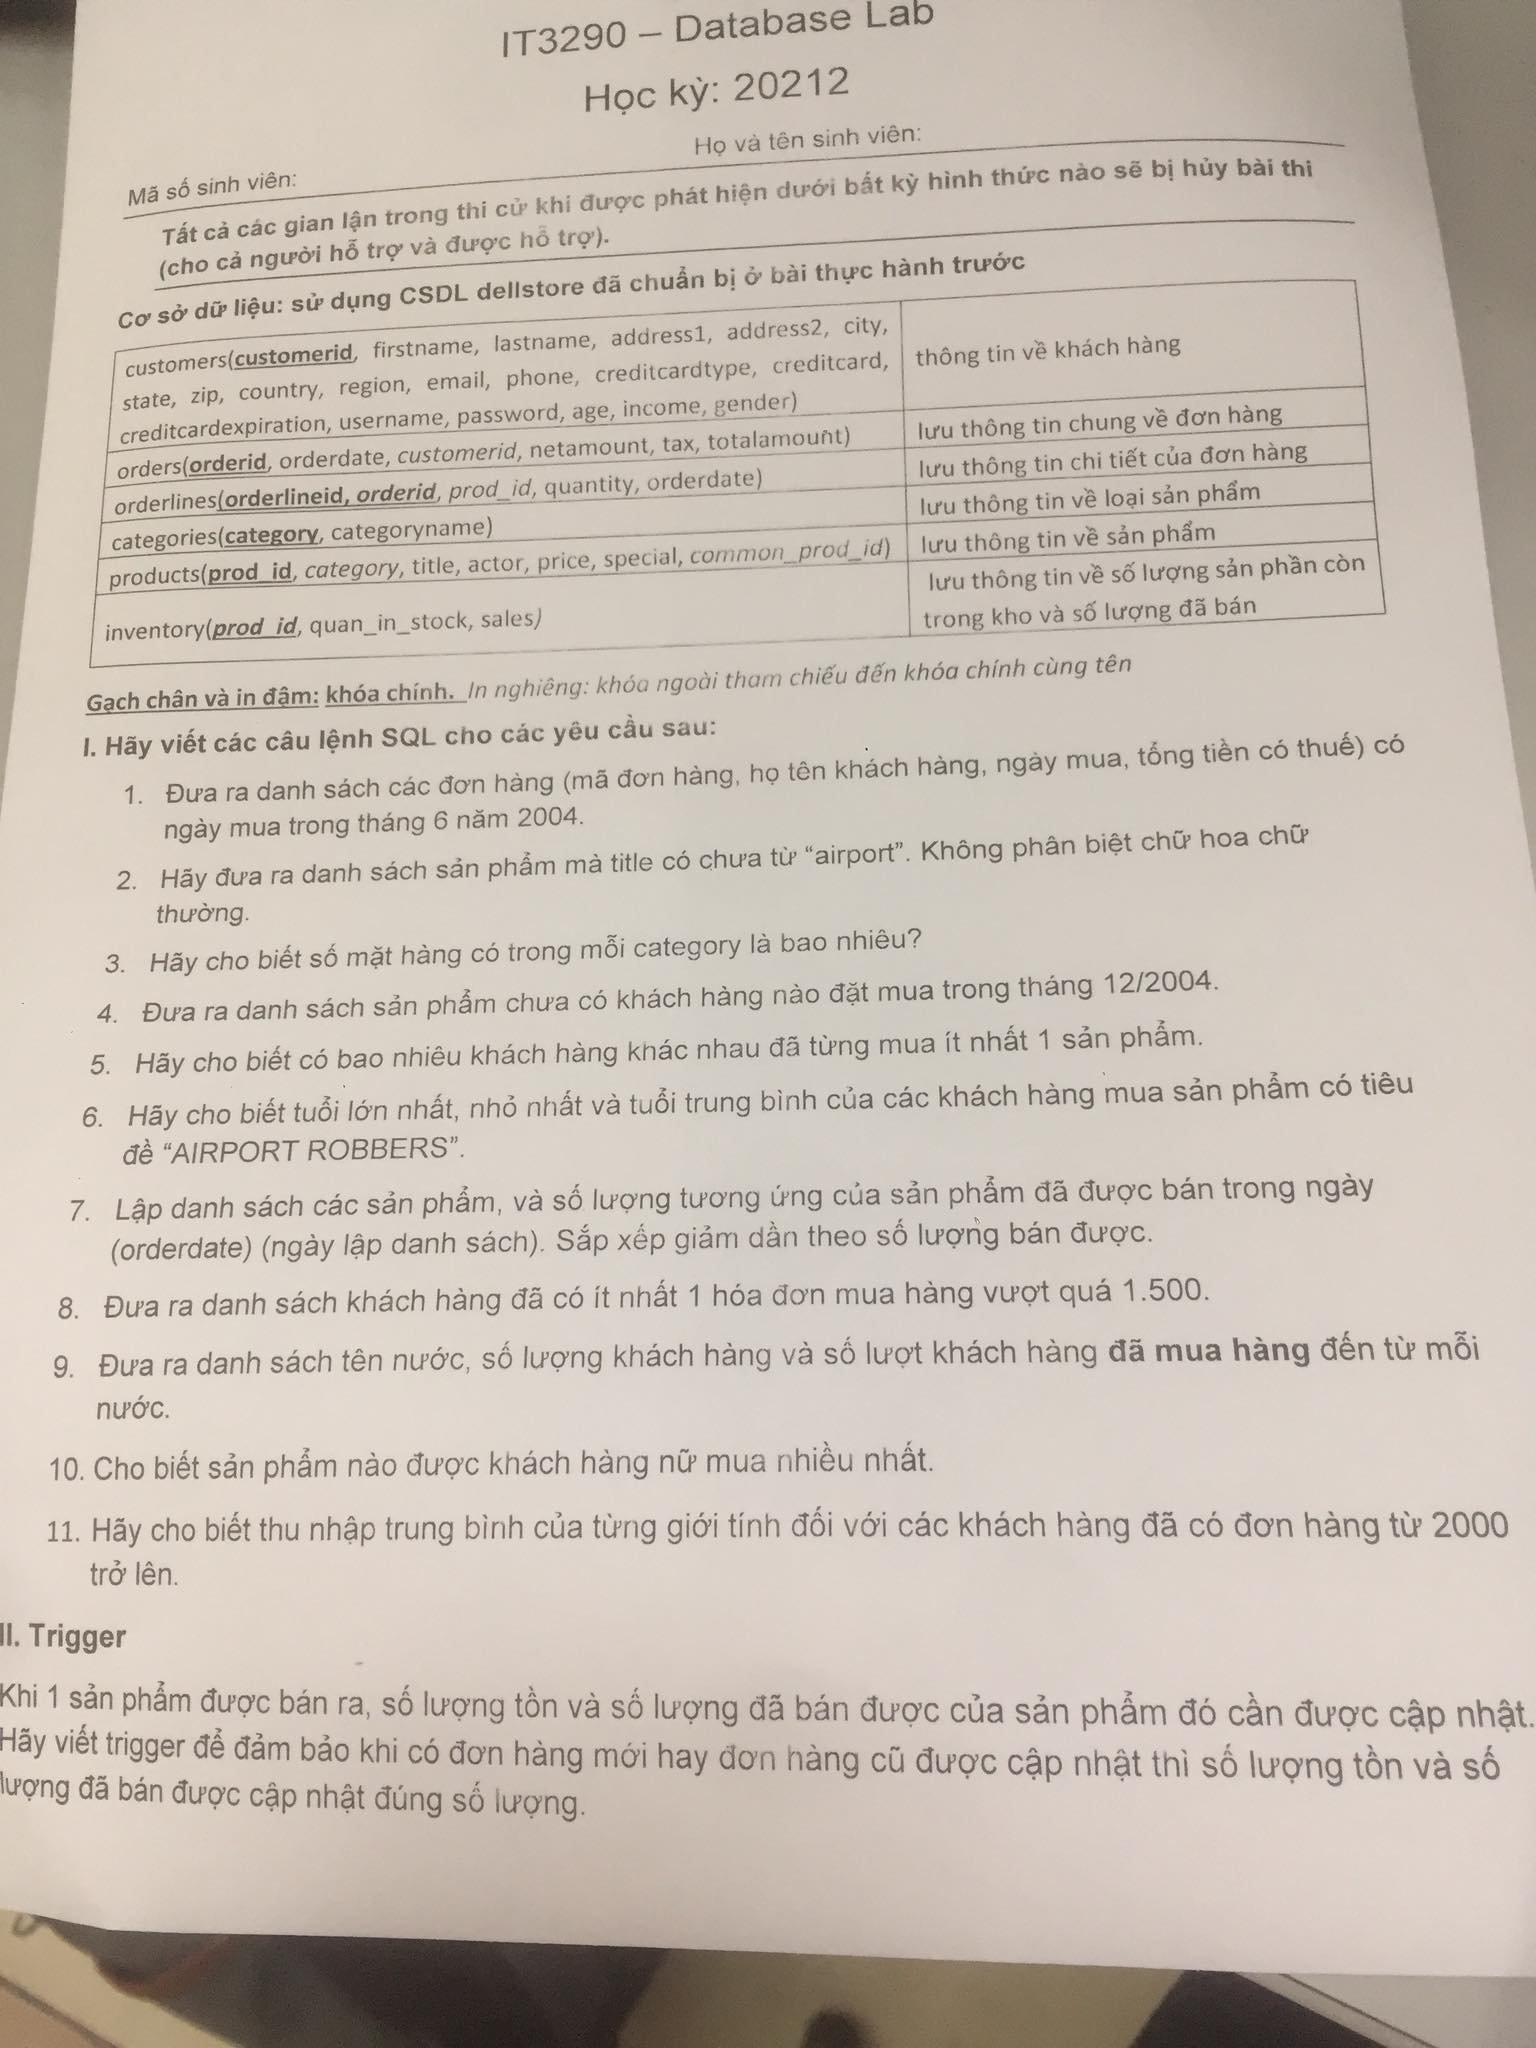 IT3290 – Database Lab
Học kỳ: 20212
Mã số sinh viên: Họ và tên sinh viên:
Tất cả các gian lận trong thi cử khi được phát hiện dưới bất kỳ hình thức nào sẽ bị hủy bài thi
(cho cả người hỗ trợ và được hỗ trợ).
Cơ sở dữ liệu: sử dụng CSDL dellstore đã chuẩn bị ở bài thực hành trước
customers(customerid, firstname, lastname, address1, address2, city,
state, zip, country, region, email, phone, creditcardtype, creditcard,
creditcardexpiration, username, password, age, income, gender)
thông tin về khách hàng
orders(orderid, orderdate, customerid, netamount, tax, totalamount)
lưu thông tin chung về đơn hàng
orderlines(orderlineid, orderid, prod_id, quantity, orderdate)
lưu thông tin chi tiết của đơn hàng
categories(category, categoryname)
lưu thông tin về loại sản phẩm
products(prod_id, category, title, actor, price, special, common_prod_id)
lưu thông tin về sản phẩm
inventory(prod_id, quan_in_stock, sales)
lưu thông tin về số lượng sản phần còn
trong kho và số lượng đã bán
Gạch chân và in đậm: khóa chính. In nghiêng: khóa ngoài tham chiếu đến khóa chính cùng tên
I. Hãy viết các câu lệnh SQL cho các yêu cầu sau:
1. Đưa ra danh sách các đơn hàng (mã đơn hàng, họ tên khách hàng, ngày mua, tổng tiền có thuế) có
ngày mua trong tháng 6 năm 2004.
2. Hãy đưa ra danh sách sản phẩm mà title có chưa từ “airport”. Không phân biệt chữ hoa chữ
thường.
3. Hãy cho biết số mặt hàng có trong mỗi category là bao nhiêu?
4. Đưa ra danh sách sản phẩm chưa có khách hàng nào đặt mua trong tháng 12/2004.
5. Hãy cho biết có bao nhiêu khách hàng khác nhau đã từng mua ít nhất 1 sản phẩm.
6. Hãy cho biết tuổi lớn nhất, nhỏ nhất và tuổi trung bình của các khách hàng mua sản phẩm có tiêu
đề “AIRPORT ROBBERS”.
7. Lập danh sách các sản phẩm, và số lượng tương ứng của sản phẩm đã được bán trong ngày
(orderdate) (ngày lập danh sách). Sắp xếp giảm dần theo số lượng bán được.
8. Đưa ra danh sách khách hàng đã có ít nhất 1 hóa đơn mua hàng vượt quá 1.500.
9. Đưa ra danh sách tên nước, số lượng khách hàng và số lượt khách hàng đã mua hàng đến từ mỗi
nước.
10. Cho biết sản phẩm nào được khách hàng nữ mua nhiều nhất.
11. Hãy cho biết thu nhập trung bình của từng giới tính đối với các khách hàng đã có đơn hàng từ 2000
trở lên.
II. Trigger
Khi 1 sản phẩm được bán ra, số lượng tồn và số lượng đã bán được của sản phẩm đó cần được cập nhật.
Hãy viết trigger để đảm bảo khi có đơn hàng mới hay đơn hàng cũ được cập nhật thì số lượng tồn và số
lượng đã bán được cập nhật đúng số lượng.